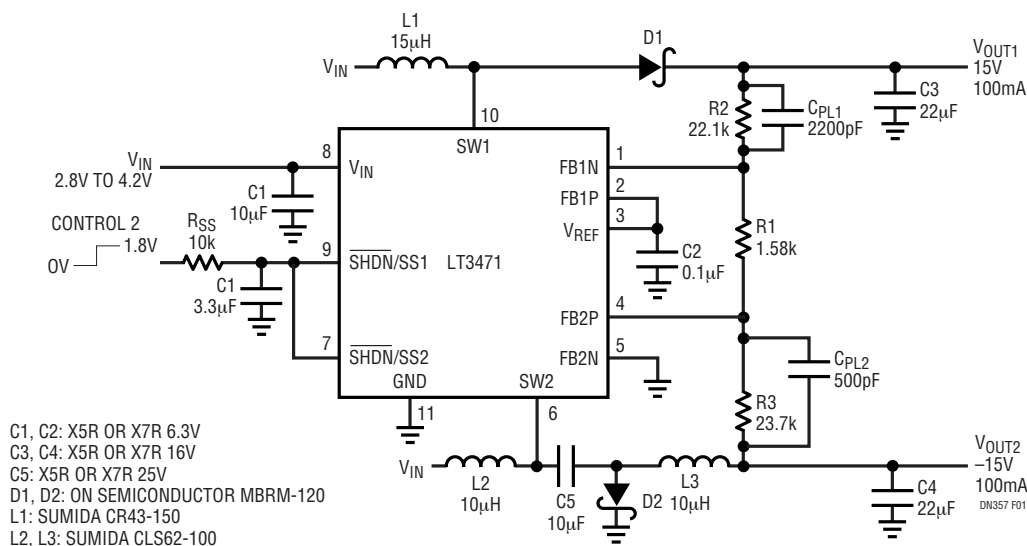 L1
15μH
D1
VIN
VOUT1
15V
100mA
R2
22.1k
CPL1
2200pF
C3
22μF
10
SW1
VIN
2.8V TO 4.2V
8
VIN
FB1N
1
C1
10μF
FB1P
2
VREF
3
CONTROL 2
0V
1.8V
RSS
10k
9
SHDN/SS1
LT3471
C2
0.1μF
R1
1.58k
C1
3.3μF
FB2P
4
7
SHDN/SS2
FB2N
5
CPL2
500pF
GND
SW2
11
6
R3
23.7k
VIN
L2
10μH
C5
10μF
D2
L3
10μH
VOUT2
–15V
100mA
C4
22μF
DN357 F01
C1, C2: X5R OR X7R 6.3V
C3, C4: X5R OR X7R 16V
C5: X5R OR X7R 25V
D1, D2: ON SEMICONDUCTOR MBRM-120
L1: SUMIDA CR43-150
L2, L3: SUMIDA CLS62-100